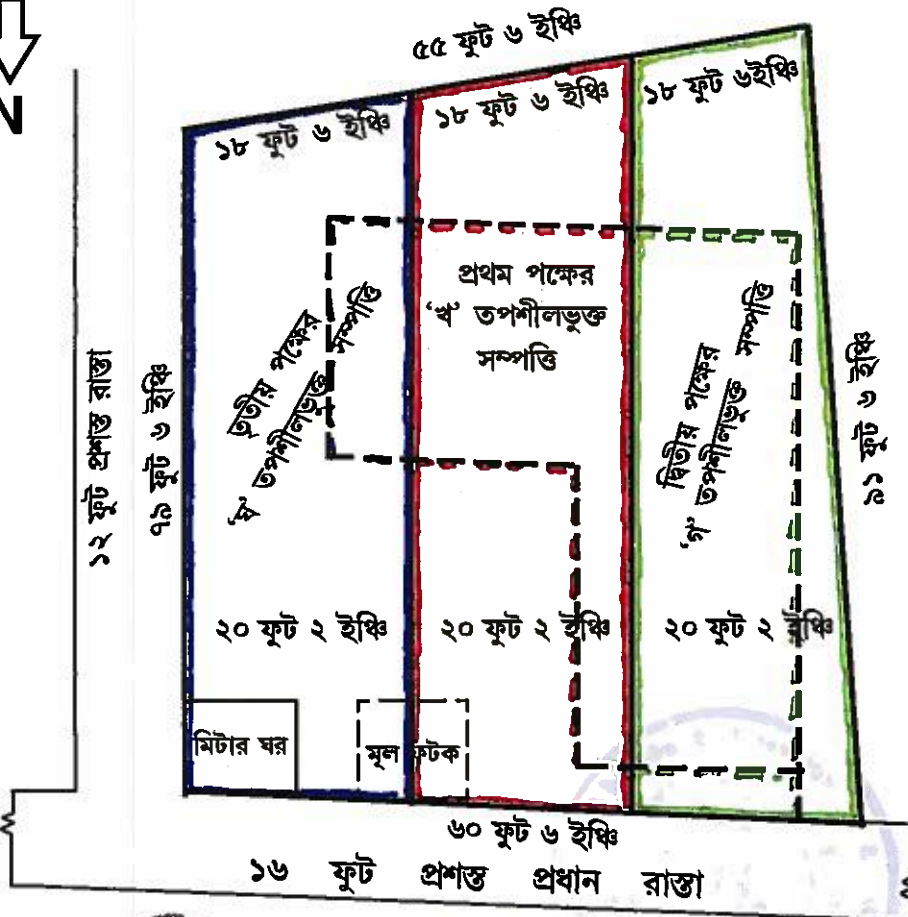 ৫৫ ফুট ৬ ইঞ্চি
N
১৮ ফুট ৬ ইঞ্চি
১৮ ফুট ৬ ইঞ্চি
১৮ ফুট ৬ইঞ্চি
প্রথম পক্ষের
‘খ’ তপশীলভুক্ত
সম্পত্তি
তৃতীয় পক্ষের
‘ঘ’ তপশীলভুক্ত সম্পত্তি
দ্বিতীয় পক্ষের
‘গ’ তপশীলভুক্ত সম্পত্তি
১২ ফুট প্রশস্ত রাস্তা
৭৯ ফুট ৬ ইঞ্চি
৯১ ফুট ৬ ইঞ্চি
২০ ফুট ২ ইঞ্চি
২০ ফুট ২ ইঞ্চি
২০ ফুট ২ ইঞ্চি
মিটার ঘর
মূল ফটক
৬০ ফুট ৬ ইঞ্চি
১৬ ফুট প্রশস্ত প্রধান রাস্তা